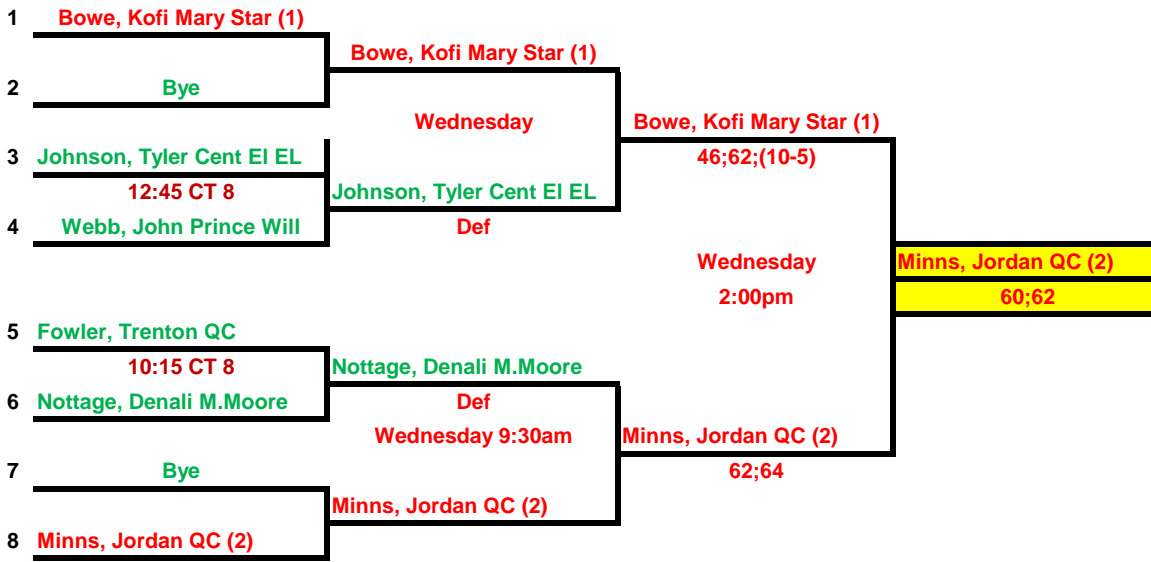 1 Bowe, Kofi Mary Star (1)
Bowe, Kofi Mary Star (1)
2 Bye
Wednesday
Bowe, Kofi Mary Star (1)
3 Johnson, Tyler Cent El EL
46;62;(10-5)
12:45 CT 8
Johnson, Tyler Cent El EL
4 Webb, John Prince Will
Def
Wednesday
Minns, Jordan QC (2)
2:00pm
60;62
5 Fowler, Trenton QC
10:15 CT 8
Nottage, Denali M.Moore
6 Nottage, Denali M.Moore
Def
Wednesday 9:30am
Minns, Jordan QC (2)
7 Bye
62;64
Minns, Jordan QC (2)
8 Minns, Jordan QC (2)